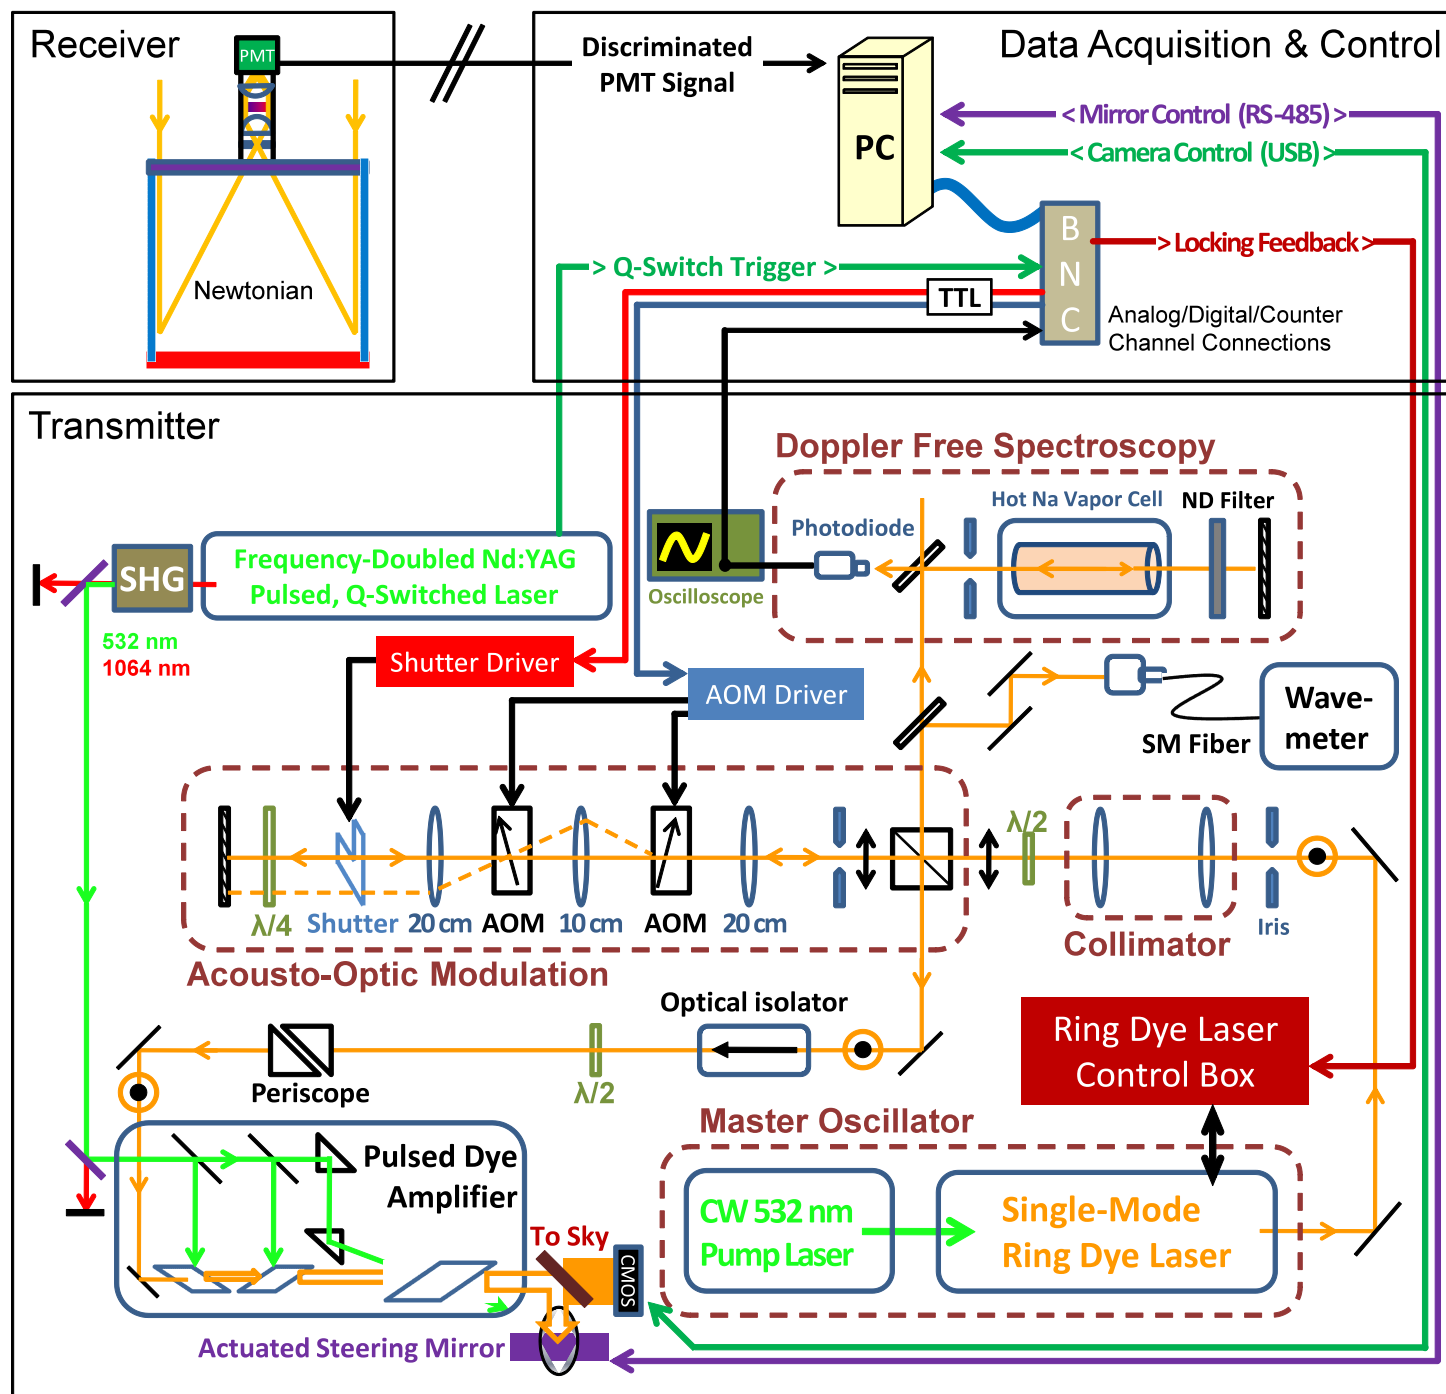 Receiver
PMT
Newtonian
Data Acquisition & Control
Discriminated
PMT Signal
PC
< Mirror Control (RS-485) >
< Camera Control (USB) >
B
N
C
> Locking Feedback >
> Q-Switch Trigger >
TTL
Analog/Digital/Counter
Channel Connections
Transmitter
Doppler Free Spectroscopy
Hot Na Vapor Cell
ND Filter
Photodiode
Oscilloscope
SHG
Frequency-Doubled Nd:YAG
Pulsed, Q-Switched Laser
532 nm
1064 nm
Shutter Driver
AOM Driver
SM Fiber
Wave-
meter
λ/2
λ/4
Shutter
20 cm
AOM
10 cm
AOM
20 cm
Iris
Collimator
Acousto-Optic Modulation
Optical isolator
Periscope
λ/2
Ring Dye Laser
Control Box
Master Oscillator
Pulsed Dye
Amplifier
CW 532 nm
Pump Laser
Single-Mode
Ring Dye Laser
To Sky
CMOS
Actuated Steering Mirror